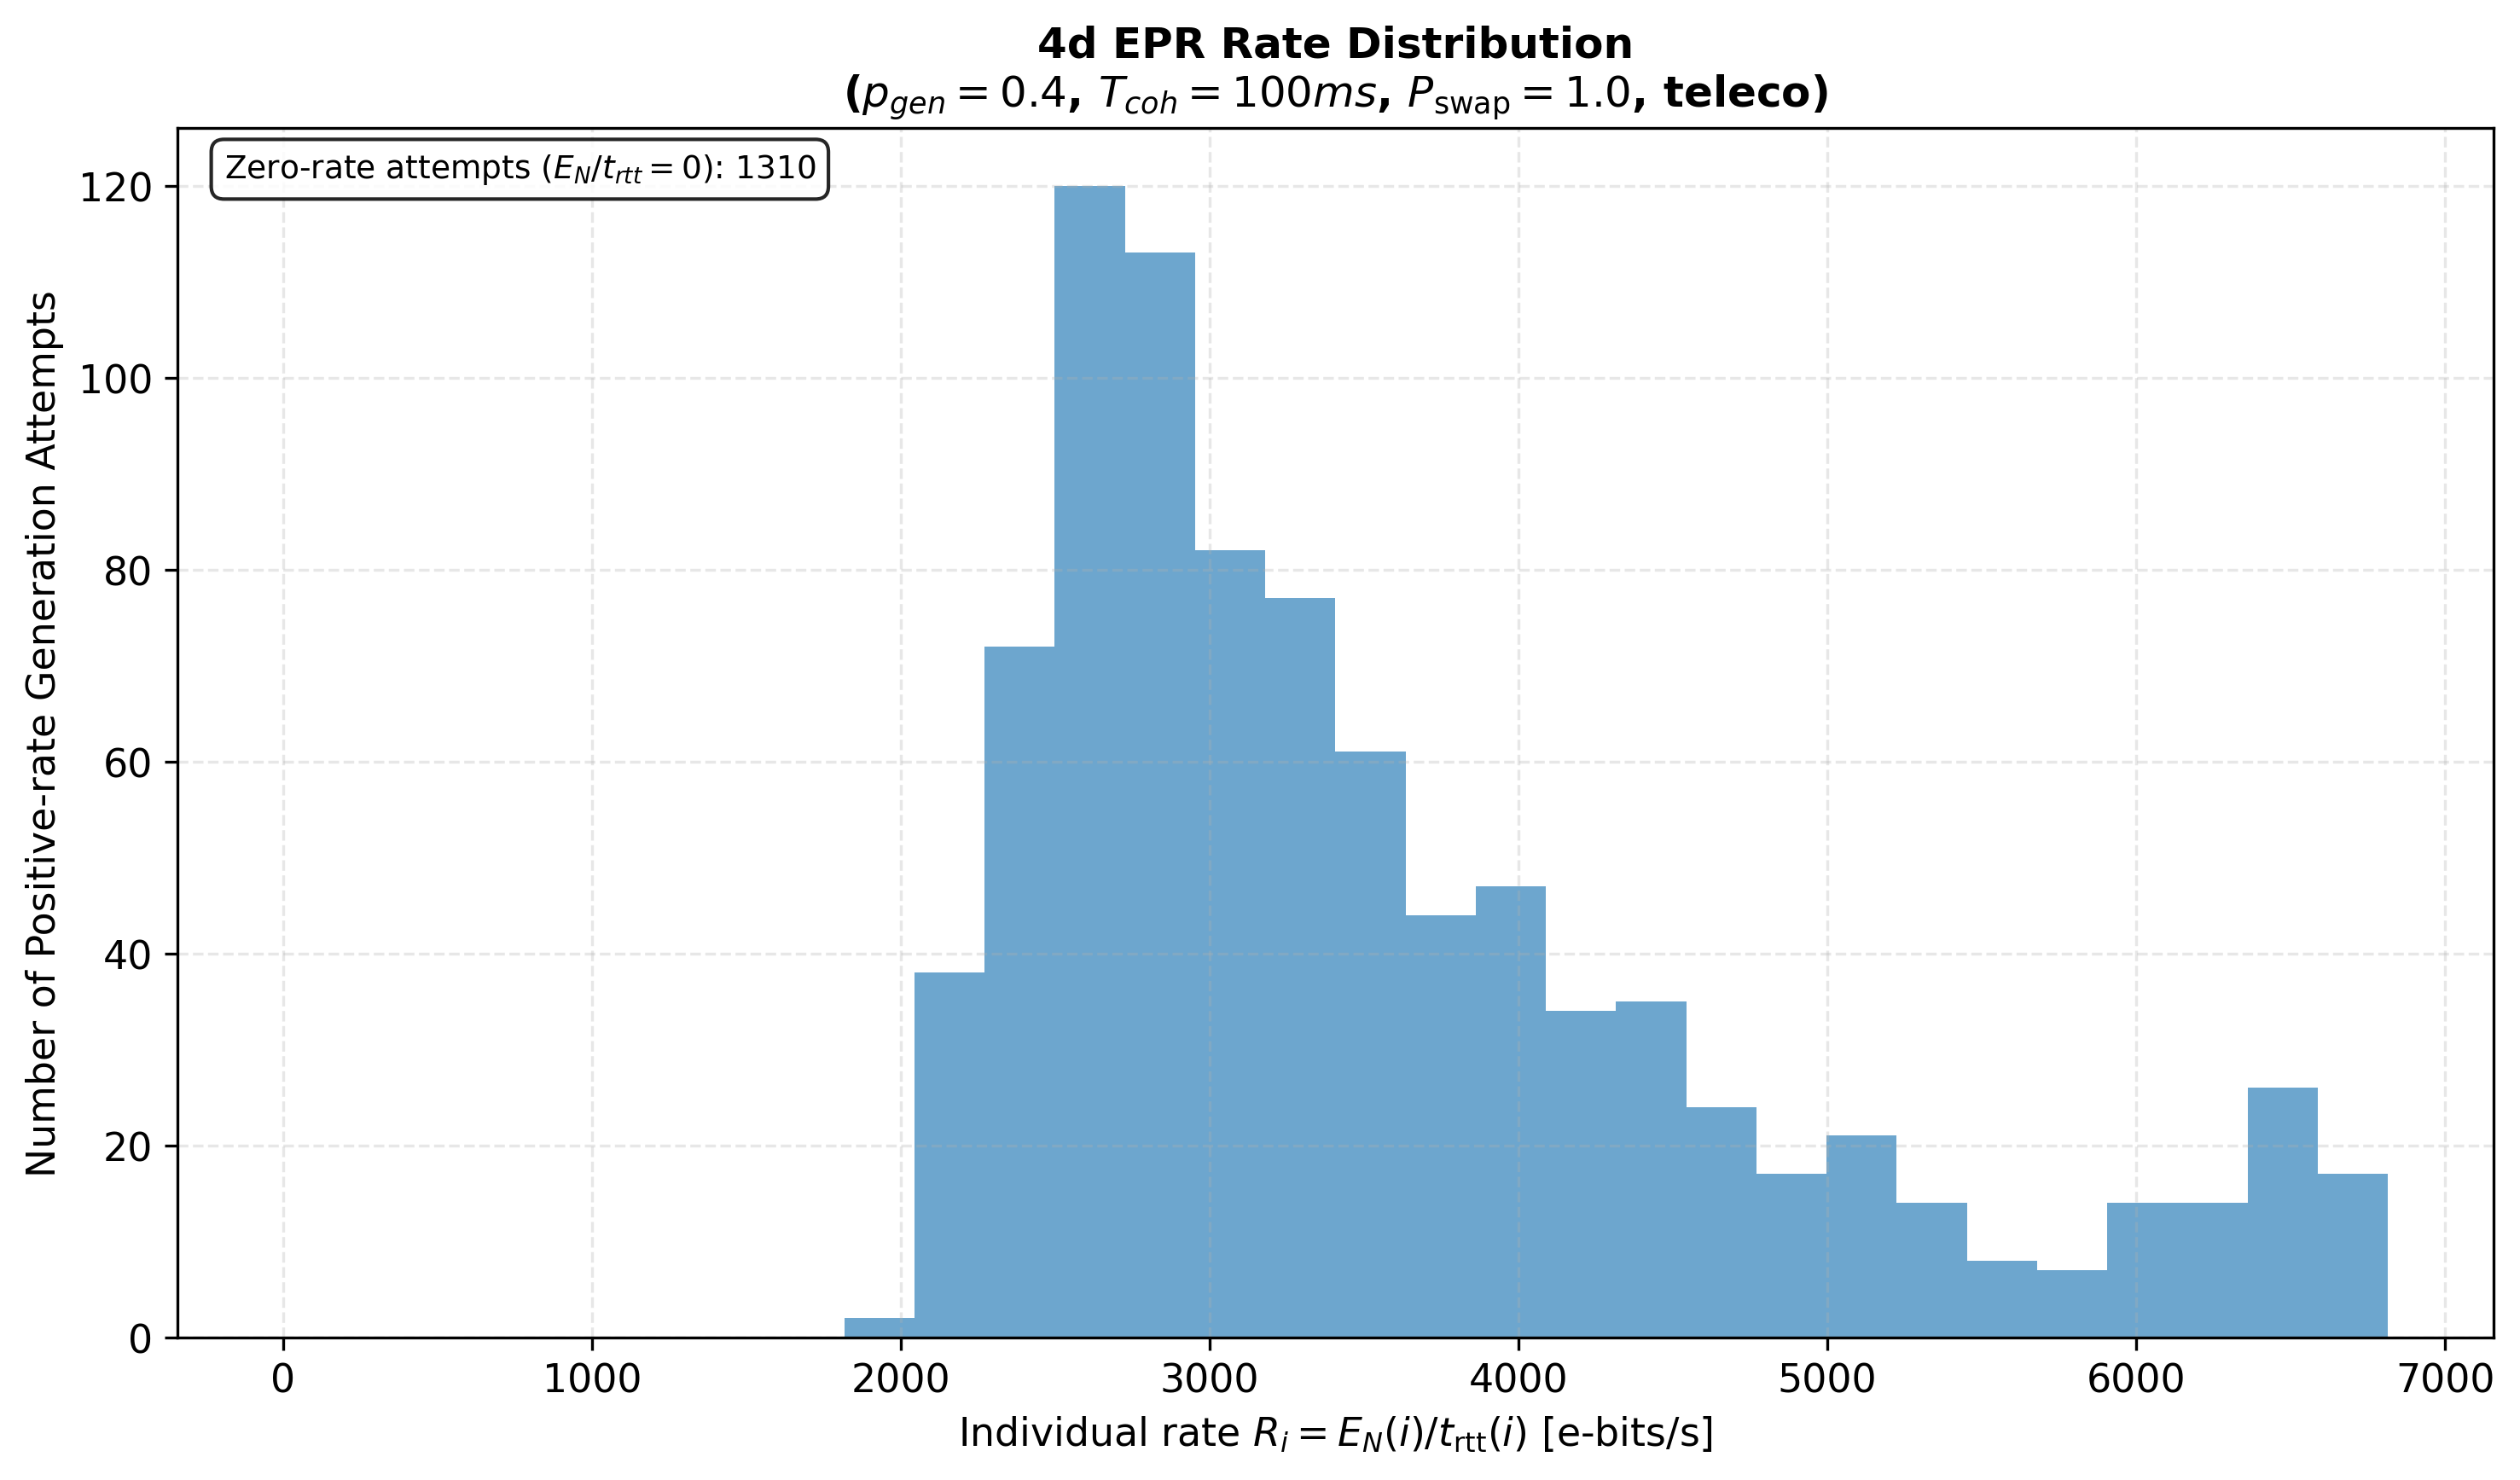 4d EPR Rate Distribution
(p_gen = 0.4, T_coh = 100ms, P_swap = 1.0, teleco)
Zero-rate attempts (E_N/t_rtt = 0): 1310
Number of Positive-rate Generation Attempts
120
100
80
60
40
20
0
0 1000 2000 3000 4000 5000 6000 7000
Individual rate R_i = E_N(i)/t_rtt(i) [e-bits/s]